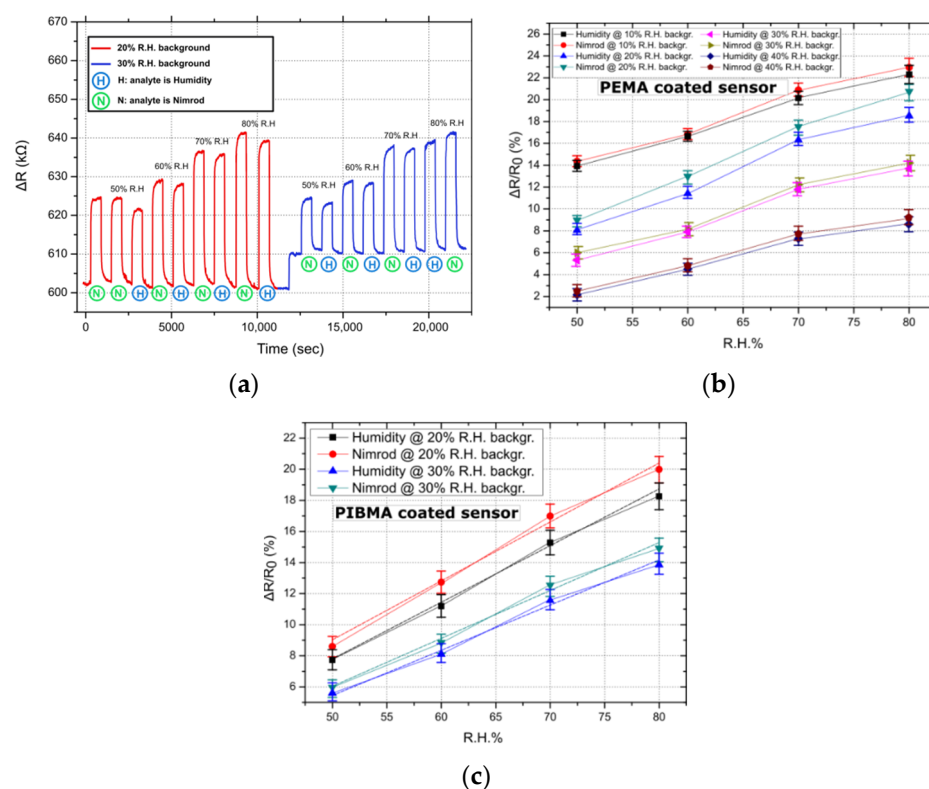 20% R.H. background
30% R.H. background
H H: analyte is Humidity
N N: analyte is Nimrod
670
660
650
640
630
620
610
600
ΔR (kΩ)
50% R.H
60% R.H
70% R.H
80% R.H
50% R.H
60% R.H
70% R.H
80% R.H
N N H N H N H N H
N H N H N H H N
0 5000 10,000 15,000 20,000
Time (sec)
(a)
Humidity @ 10% R.H. backgr.
Nimrod @ 10% R.H. backgr.
Humidity @ 20% R.H. backgr.
Nimrod @ 20% R.H. backgr.
Humidity @ 30% R.H. backgr.
Nimrod @ 30% R.H. backgr.
Humidity @ 40% R.H. backgr.
Nimrod @ 40% R.H. backgr.
PEMA coated sensor
26
24
22
20
18
16
14
12
10
8
6
4
2
ΔR/R0 (%)
50 55 60 65 70 75 80
R.H.%
(b)
Humidity @ 20% R.H. backgr.
Nimrod @ 20% R.H. backgr.
Humidity @ 30% R.H. backgr.
Nimrod @ 30% R.H. backgr.
PIBMA coated sensor
22
20
18
16
14
12
10
8
6
ΔR/R0 (%)
50 55 60 65 70 75 80
R.H.%
(c)